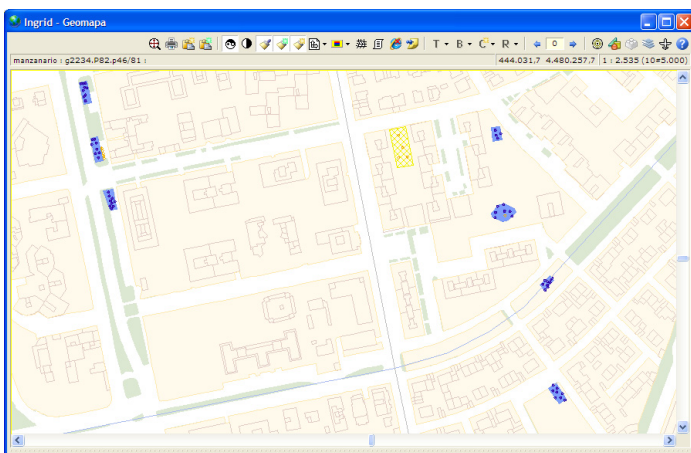 Ingrid - Geomapa
T B C R 0
manzanario : g2234.P82.p46/81 : 444.031,7 4.480.257,7 1 : 2.535 (10≠5.000)